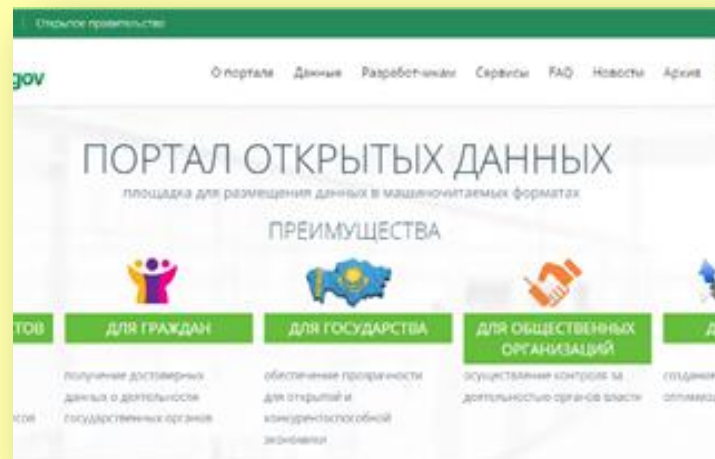 Открытое правительство
gov
О портале Данные Разработчикам Сервисы FAQ Новости Архив
ПОРТАЛ ОТКРЫТЫХ ДАННЫХ
площадка для размещения данных в машиночитаемых форматах
ПРЕИМУЩЕСТВА
ТОВ
ДЛЯ ГРАЖДАН
ДЛЯ ГОСУДАРСТВА
ДЛЯ ОБЩЕСТВЕННЫХ
ОРГАНИЗАЦИЙ
Д
получение достоверных
данных о деятельности
государственных органов
обеспечение прозрачности
для открытой и
конкурентоспособной
экономики
осуществление контроля за
деятельностью органов власти
создание